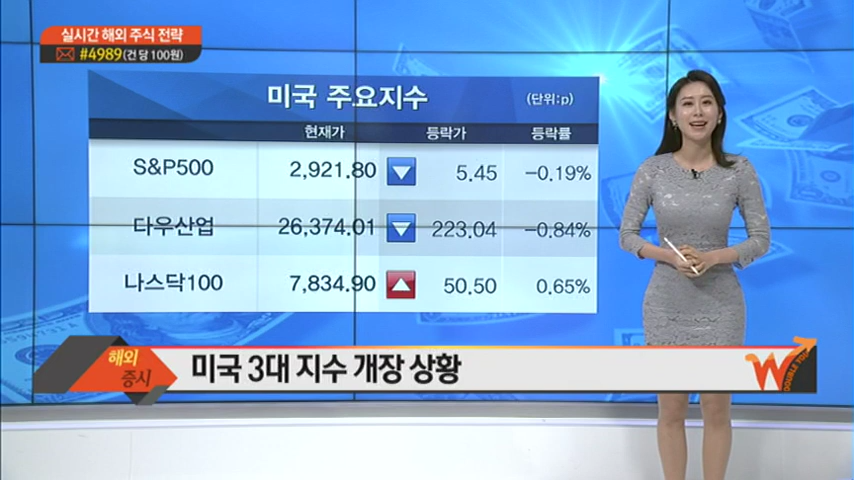 실시간 해외 주식 전략
#4989(건 당 100원)
미국 주요지수
(단위:p)
현재가 등락가 등락률
S&P500 2,921.80 5.45 -0.19%
다우산업 26,374.01 223.04 -0.84%
나스닥100 7,834.90 50.50 0.65%
해외
증시
미국 3대 지수 개장 상황
W